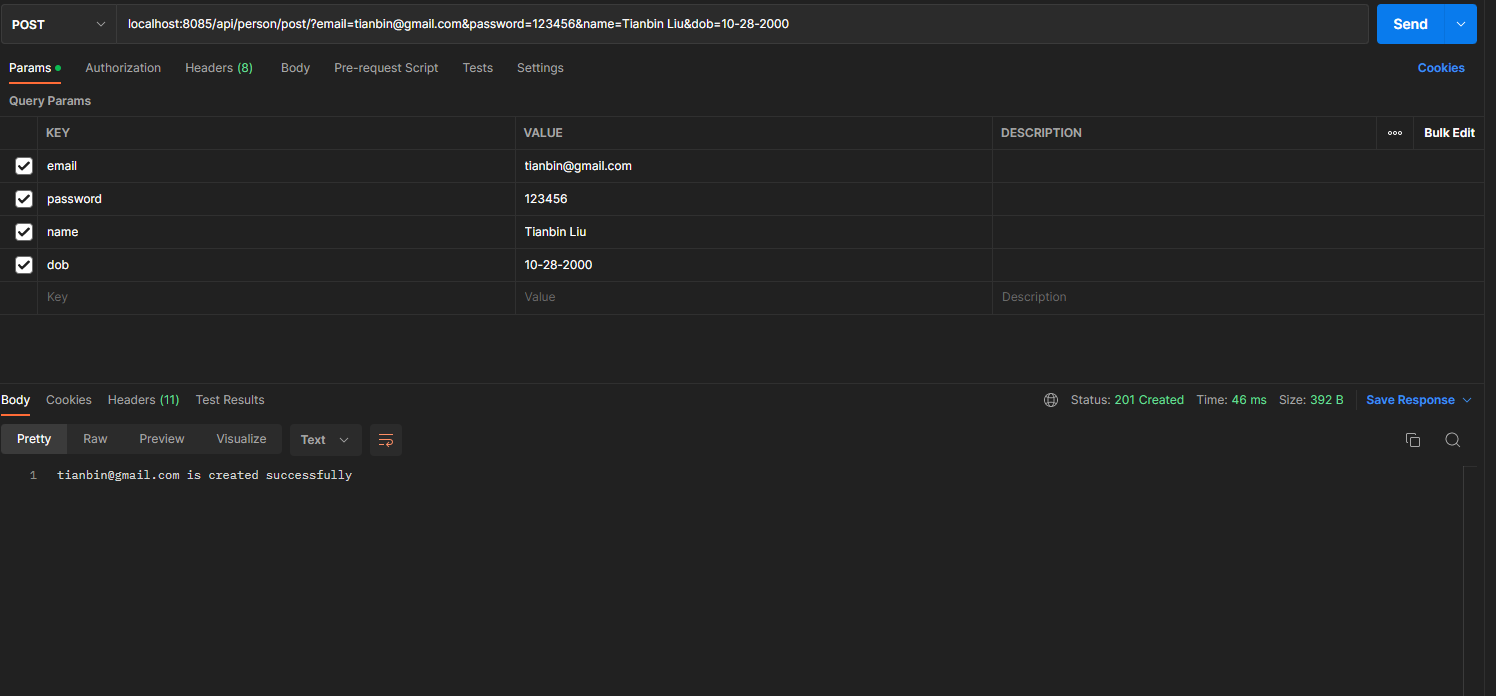 POST localhost:8085/api/person/post/?email=tianbin@gmail.com&password=123456&name=Tianbin Liu&dob=10-28-2000 Send
Params Authorization Headers (8) Body Pre-request Script Tests Settings Cookies
Query Params
KEY VALUE DESCRIPTION Bulk Edit
email tianbin@gmail.com
password 123456
name Tianbin Liu
dob 10-28-2000
Key Value Description
Body Cookies Headers (11) Test Results Status: 201 Created Time: 46 ms Size: 392 B Save Response
Pretty Raw Preview Visualize Text
1 tianbin@gmail.com is created successfully